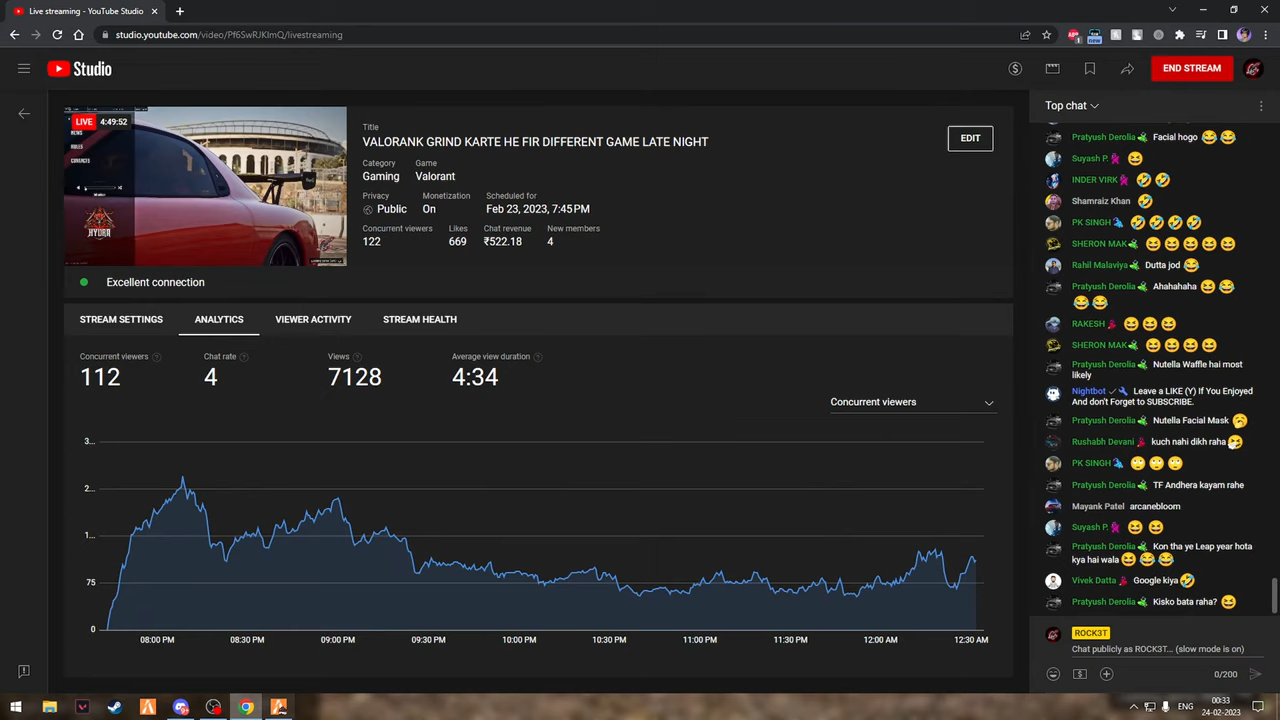 Live streaming - YouTube Studio
studio.youtube.com/video/Pf6SwRJKImQ/livestreaming
new
Studio
END STREAM
LIVE 4:49:52
HYDRA
Title
VALORANK GRIND KARTE HE FIR DIFFERENT GAME LATE NIGHT
EDIT
Category Game
Gaming Valorant
Privacy Monetization Scheduled for
Public On Feb 23, 2023, 7:45 PM
Concurrent viewers Likes Chat revenue New members
122 669 ₹522.18 4
Excellent connection
STREAM SETTINGS ANALYTICS VIEWER ACTIVITY STREAM HEALTH
Concurrent viewers Chat rate Views Average view duration
112 4 7128 4:34
Concurrent viewers
3...
2...
1...
75
0
08:00 PM 08:30 PM 09:00 PM 09:30 PM 10:00 PM 10:30 PM 11:00 PM 11:30 PM 12:00 AM 12:30 AM
Top chat
Pratyush Derolia Facial hogo 😂😂
Suyash P. 😆
INDER VIRK 🤣🤣
Shamraiz Khan 🤣
PK SINGH 🤣🤣🤣🤣
SHERON MAK 😆😆😆😆😆
Rahil Malaviya Dutta jod 😂
Pratyush Derolia Ahahahaha 😆😂
😂😂
RAKESH 😆😆😆
SHERON MAK 😆😆😆😆
Pratyush Derolia Nutella Waffle hai most
likely
Nightbot Leave a LIKE (Y) If You Enjoyed
And don't Forget to SUBSCRIBE.
Pratyush Derolia Nutella Facial Mask
Rushabh Devani kuch nahi dikh raha
PK SINGH 🙄🙄🙄
Pratyush Derolia TF Andhera kayam rahe
Mayank Patel arcanebloom
Suyash P. 😆😆
Pratyush Derolia Kon tha ye Leap year hota
kya hai wala 😆😂😂
Vivek Datta Google kiya 🤣
Pratyush Derolia Kisko bata raha? 😆
ROCK3T
Chat publicly as ROCK3T... (slow mode is on)
0/200
ENG
00:33
24-02-2023